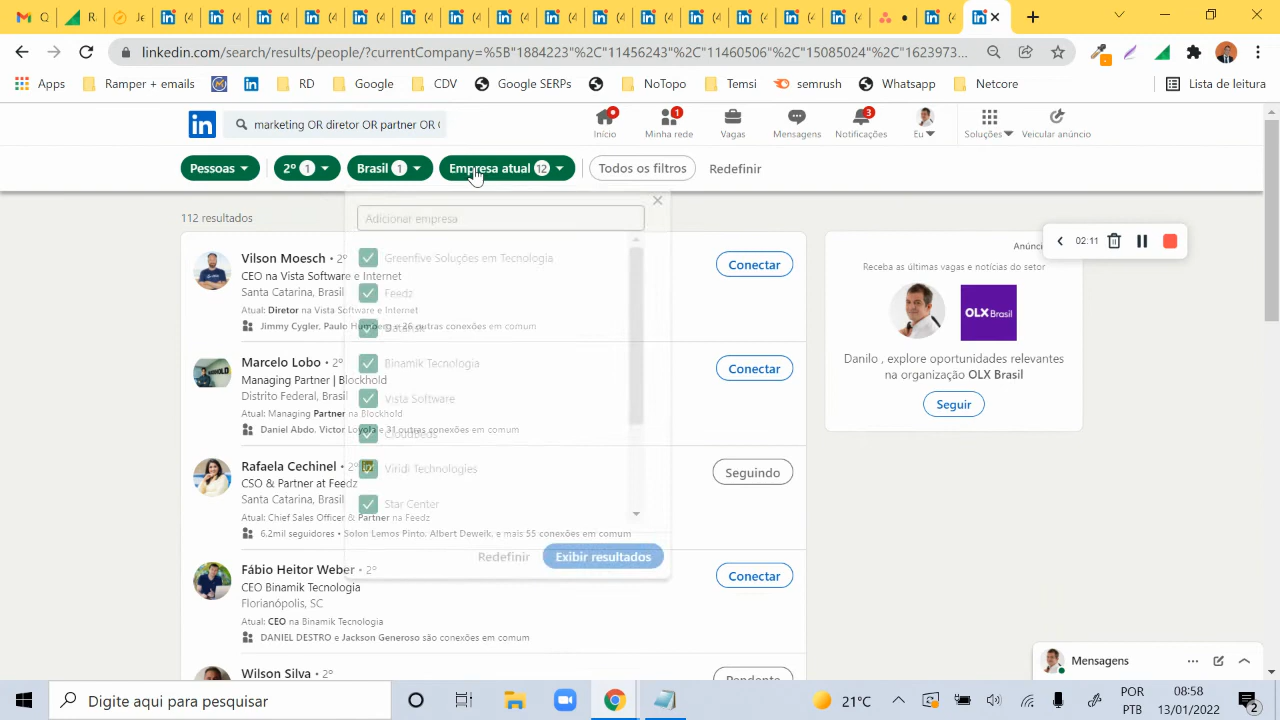 linkedin.com/search/results/people/?currentCompany=%5B"1884223"%2C"11456243"%2C"11460506"%2C"15085024"%2C"1623973...
Apps
Ramper + emails
RD
Google
CDV
Google SERPs
NoTopo
Temsi
semrush
Whatsapp
Netcore
Lista de leitura
in
marketing OR diretor OR partner OR
Início
Minha rede
1
Vagas
Mensagens
Notificações
3
Eu
Soluções
Veicular anúncio
Pessoas
2º 1
Brasil 1
Empresa atual 12
Todos os filtros
Redefinir
112 resultados
Adicionar empresa
Greenfive Soluções em Tecnologia
Feedz
Binamik Tecnologia
Vista Software
Cloudbeds
Viridi Technologies
Star Center
Redefinir
Exibir resultados
Vilson Moesch • 2º
CEO na Vista Software e Internet
Santa Catarina, Brasil
Atual: Diretor na Vista Software e Internet
Jimmy Cygler, Paulo Humberto e 26 outras conexões em comum
Conectar
Marcelo Lobo • 2º
Managing Partner | Blockhold
Distrito Federal, Brasil
Atual: Managing Partner na Blockhold
Daniel Abdo, Victor Loyola e 31 outras conexões em comum
Conectar
Rafaela Cechinel • 2º
CSO & Partner at Feedz
Santa Catarina, Brasil
Atual: Chief Sales Officer & Partner na Feedz
6,2mil seguidores • Solon Lemos Pinto, Albert Deweik, e mais 55 conexões em comum
Seguindo
Fábio Heitor Weber • 2º
CEO Binamik Tecnologia
Florianópolis, SC
Atual: CEO na Binamik Tecnologia
DANIEL DESTRO e Jackson Generoso são conexões em comum
Conectar
Wilson Silva • 2º
Pendente
02:11
Anúnc
Receba as últimas vagas e notícias do setor
OLX Brasil
Danilo , explore oportunidades relevantes
na organização OLX Brasil
Seguir
Mensagens
Digite aqui para pesquisar
21°C
POR
PTB
08:58
13/01/2022
2